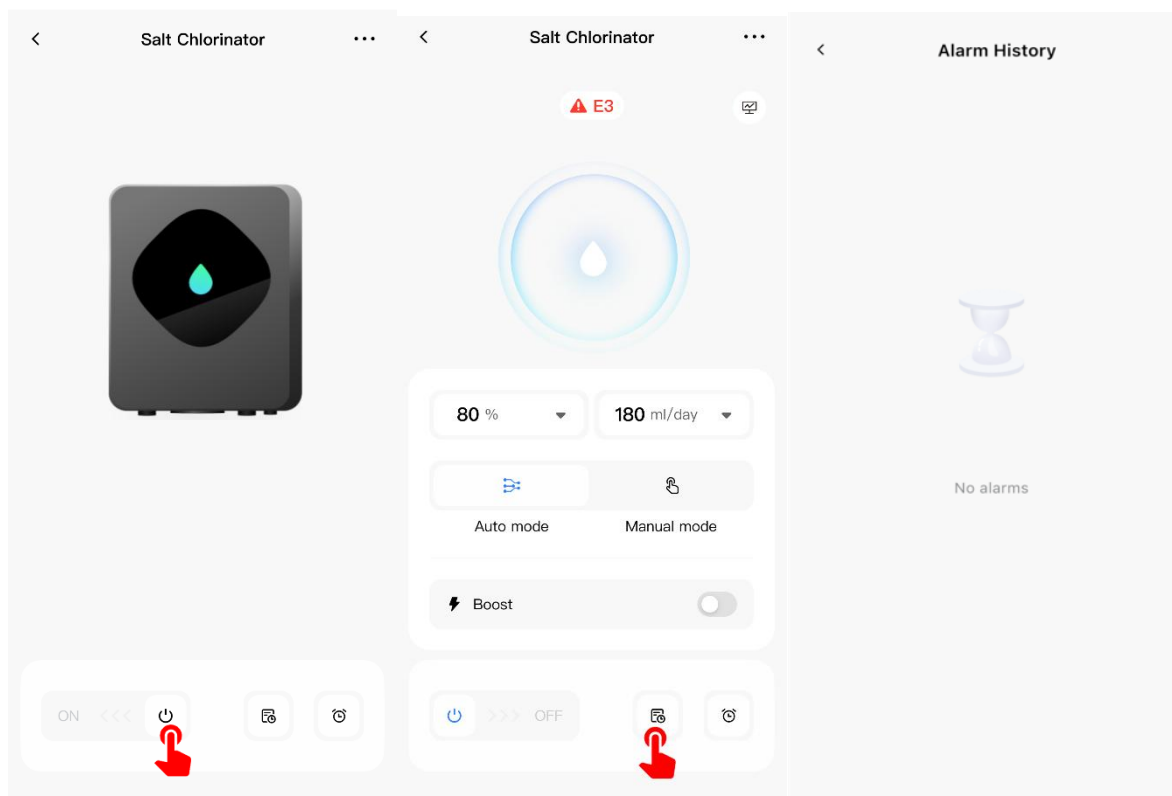 Salt Chlorinator
ON <<<
Salt Chlorinator
E3
80 %
180 ml/day
Auto mode
Manual mode
Boost
>>> OFF
Alarm History
No alarms